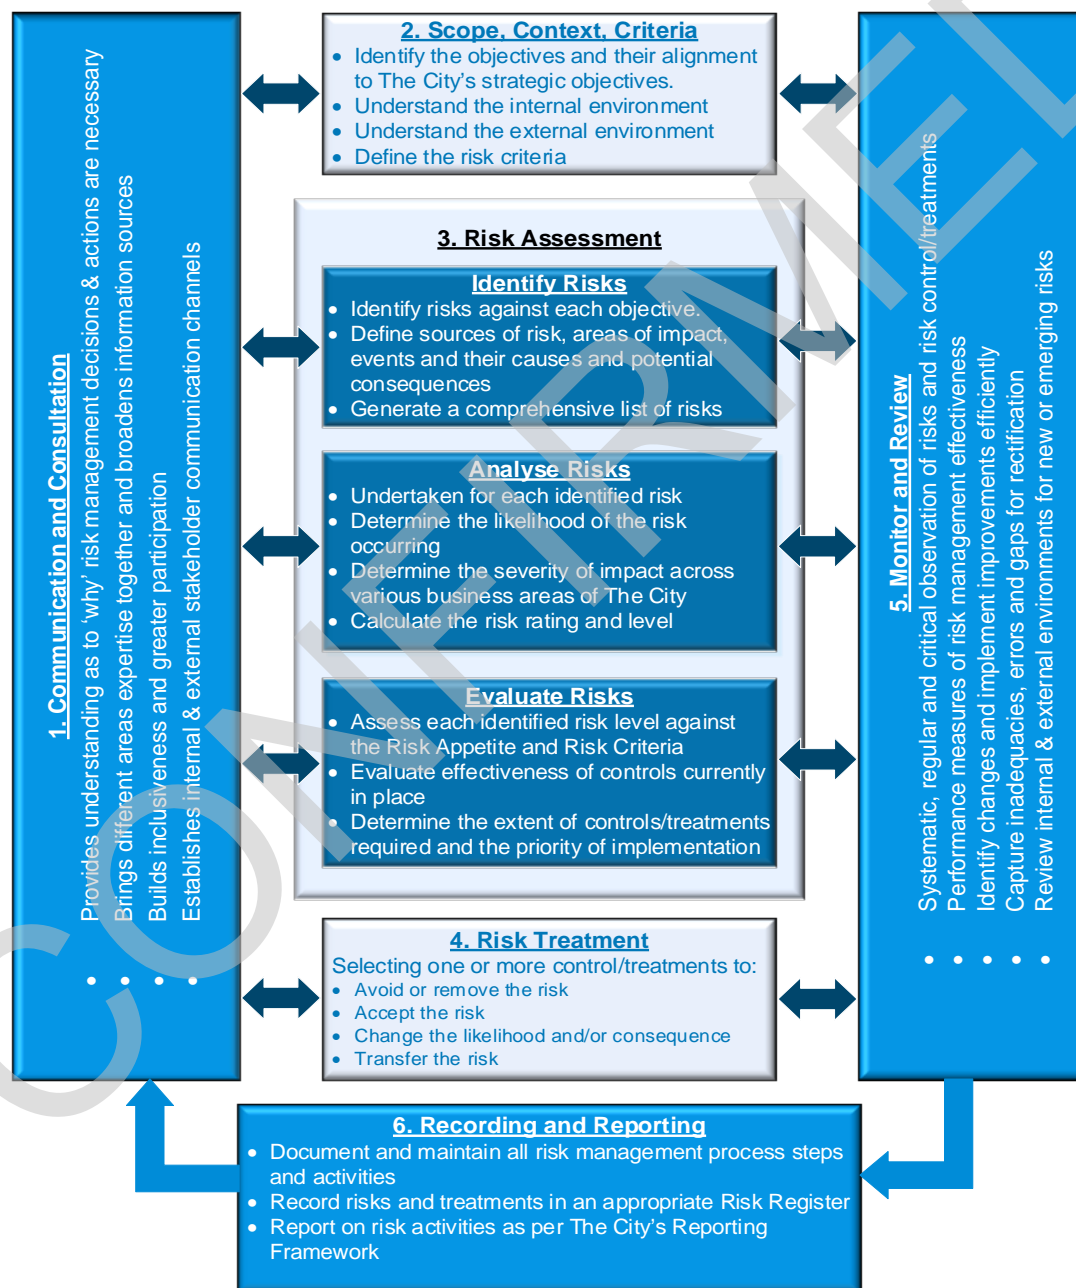 1. Communication and Consultation
• Provides understanding as to ‘why’ risk management decisions & actions are necessary
• Brings different areas expertise together and broadens information sources
• Builds inclusiveness and greater participation
• Establishes internal & external stakeholder communication channels
2. Scope, Context, Criteria
• Identify the objectives and their alignment
to The City’s strategic objectives.
• Understand the internal environment
• Understand the external environment
• Define the risk criteria
3. Risk Assessment
Identify Risks
• Identify risks against each objective.
• Define sources of risk, areas of impact,
events and their causes and potential
consequences
• Generate a comprehensive list of risks
Analyse Risks
• Undertaken for each identified risk
• Determine the likelihood of the risk
occurring
• Determine the severity of impact across
various business areas of The City
• Calculate the risk rating and level
Evaluate Risks
• Assess each identified risk level against
the Risk Appetite and Risk Criteria
• Evaluate effectiveness of controls currently
in place
• Determine the extent of controls/treatments
required and the priority of implementation
4. Risk Treatment
Selecting one or more control/treatments to:
• Avoid or remove the risk
• Accept the risk
• Change the likelihood and/or consequence
• Transfer the risk
5. Monitor and Review
• Systematic, regular and critical observation of risks and risk control/treatments
• Performance measures of risk management effectiveness
• Identify changes and implement improvements efficiently
• Capture inadequacies, errors and gaps for rectification
• Review internal & external environments for new or emerging risks
6. Recording and Reporting
• Document and maintain all risk management process steps
and activities
• Record risks and treatments in an appropriate Risk Register
• Report on risk activities as per The City’s Reporting
Framework
CONFIRMED